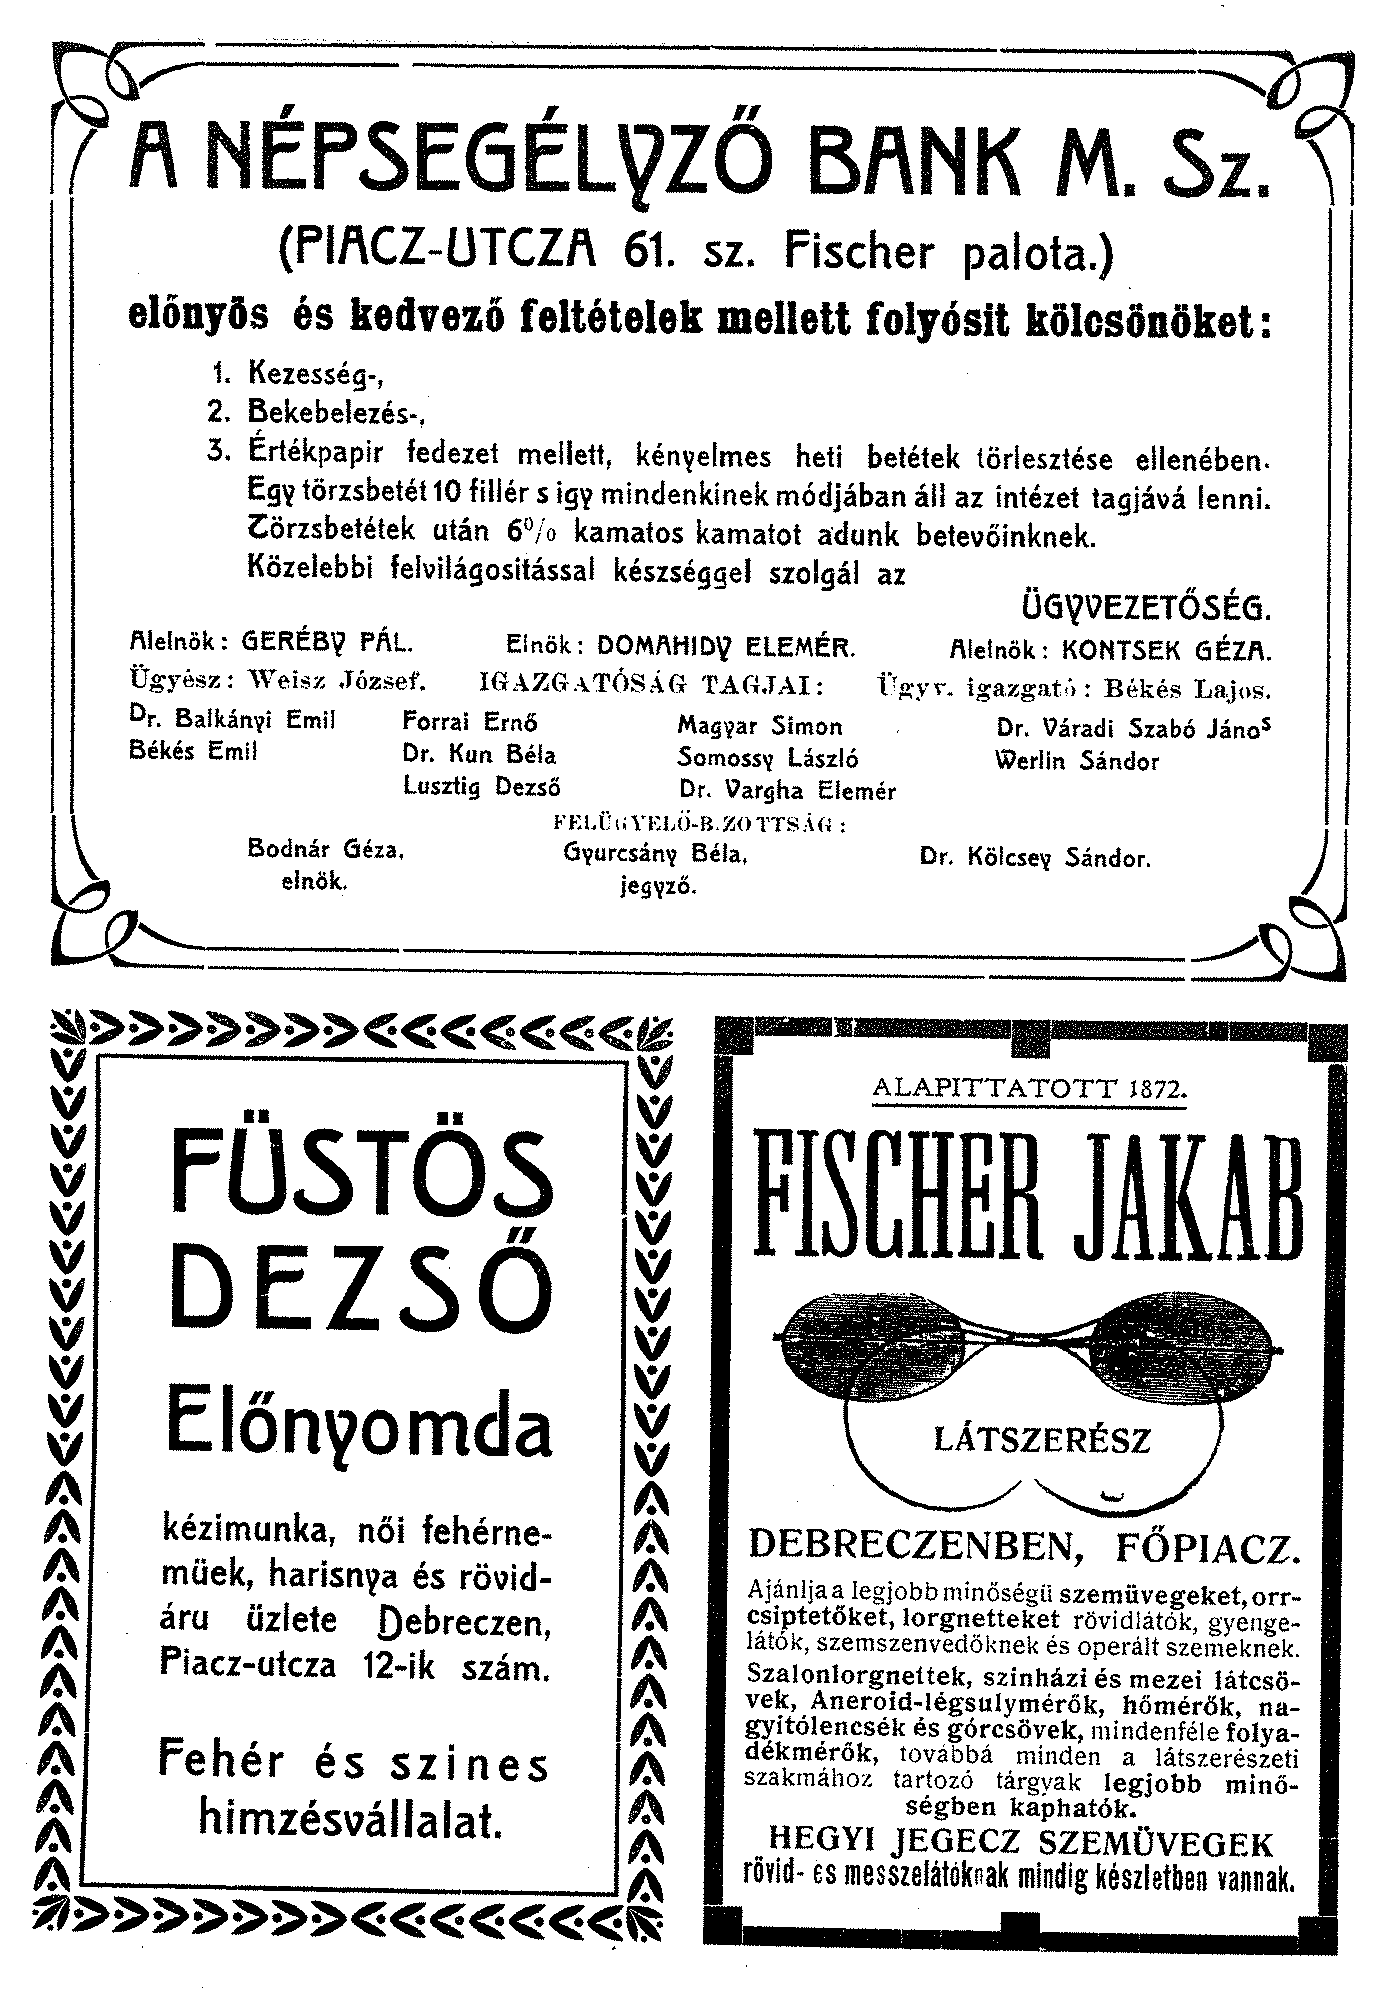 A NÉPSEGÉLYZŐ BANK M. Sz.
(PIACZ-UTCZA 61. sz. Fischer palota.)
előnyös és kedvező feltételek mellett folyósit kölcsönöket:
1. Kezesség-,
2. Bekebelezés-,
3. Értékpapir fedezet mellett, kényelmes heti betétek törlesztése ellenében.
Egy törzsbetét 10 fillér s igy mindenkinek módjában áll az intézet tagjává lenni.
Törzsbetétek után 6% kamatos kamatot adunk betevőinknek.
Közelebbi felvilágositással készséggel szolgál az
ÜGYVEZETŐSÉG.
Alelnök: GERÉBY PÁL. Elnök: DOMAHIDY ELEMÉR. Alelnök: KONTSEK GÉZA.
Ügyész: Weisz József. IGAZGATÓSÁG TAGJAI: Ügyv. igazgató: Békés Lajos.
Dr. Balkányi Emil Forrai Ernő Magyar Simon Dr. Váradi Szabó János
Békés Emil Dr. Kun Béla Somossy László Werlin Sándor
Lusztig Dezső Dr. Vargha Elemér
FELÜGYELŐ-B.ZOTTSÁG:
Bodnár Géza, Gyurcsány Béla, Dr. Kölcsey Sándor.
elnök. jegyző.
FÜSTÖS
DEZSŐ
Előnyomda
kézimunka, női fehérne-
müek, harisnya és rövid-
áru üzlete Debreczen,
Piacz-utcza 12-ik szám.
Fehér és szines
himzésvállalat.
ALAPITTATOTT 1872.
FISCHER JAKAB
LÁTSZERÉSZ
DEBRECZENBEN, FŐPIACZ.
Ajánlja a legjobb minőségü szemüvegeket, orr-
csiptetőket, lorgnetteket rövidlátók, gyenge-
látók, szemszenvedőknek és operált szemeknek.
Szalonlorgnettek, szinházi és mezei látcsö-
vek, Aneroid-légsulymérők, hőmérők, na-
gyitólencsék és górcsövek, mindenféle folya-
dékmérők, továbbá minden a látszerészeti
szakmához tartozó tárgyak legjobb minő-
ségben kaphatók.
HEGYI JEGECZ SZEMÜVEGEK
rövid- és messzelátóknak mindig készletben vannak.